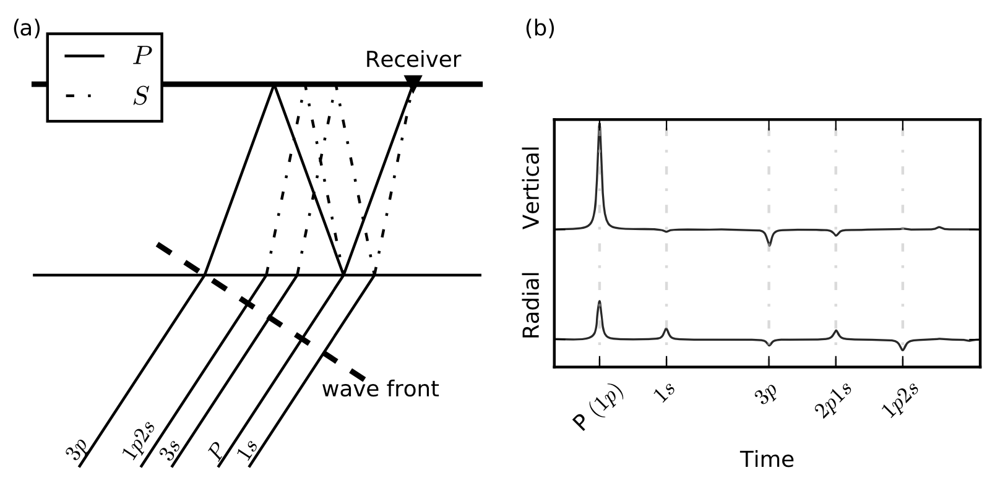 (a)
P
S
Receiver
wave front
3p
1p2s
3s
P
1s
(b)
Vertical
Radial
P (1p)
1s
3p
2p1s
1p2s
Time